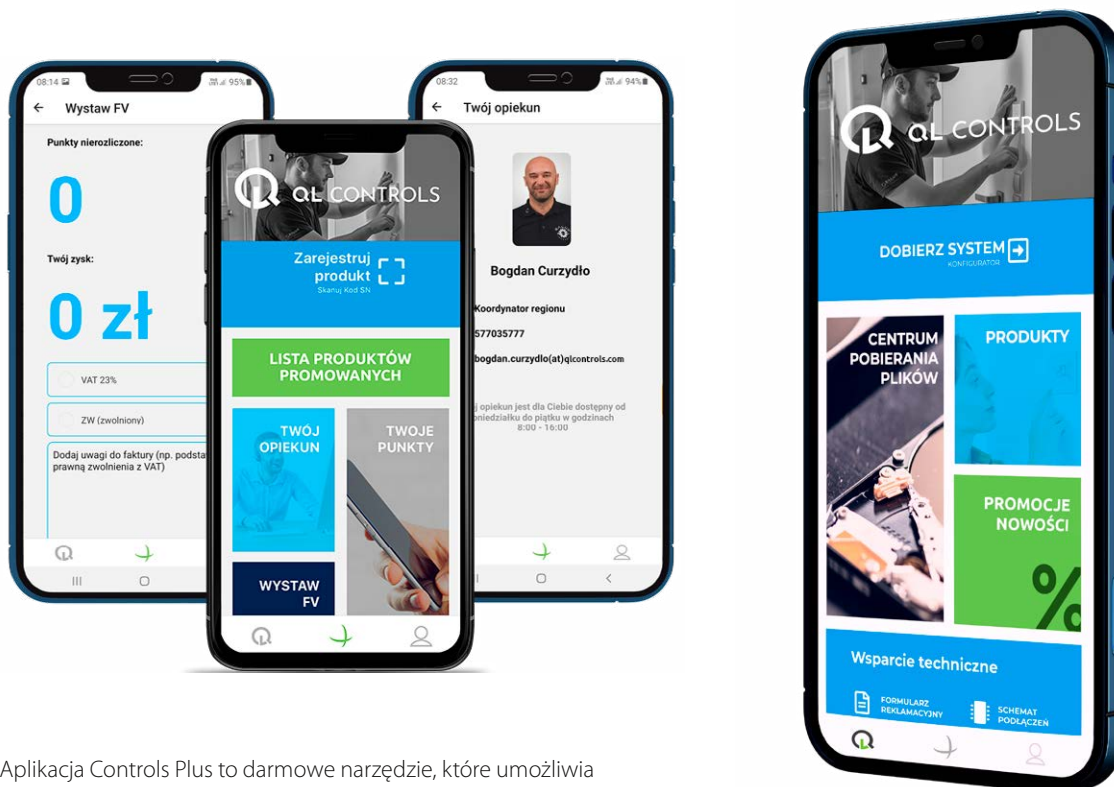 08:14
95%
Wystaw FV
Punkty nierozliczone:
0
Twój zysk:
0 zł
VAT 23%
ZW (zwolniony)
Dodaj uwagi do faktury (np. podsta
prawną zwolnienia z VAT)
QL CONTROLS
Zarejestruj
produkt
Skanuj Kod SN
LISTA PRODUKTÓW
PROMOWANYCH
TWÓJ
OPIEKUN
TWOJE
PUNKTY
WYSTAW
FV
08:32
94%
Twój opiekun
Bogdan Curzydło
Koordynator regionu
577035777
bogdan.curzydlo(at)qlcontrols.com
j opiekun jest dla Ciebie dostępny od
oniedziałku do piątku w godzinach
8:00 - 16:00
QL CONTROLS
DOBIERZ SYSTEM
KONFIGURATOR
CENTRUM
POBIERANIA
PLIKÓW
PRODUKTY
PROMOCJE
NOWOŚCI
%
Wsparcie techniczne
FORMULARZ
REKLAMACYJNY
SCHEMAT
PODŁĄCZEŃ
Aplikacja Controls Plus to darmowe narzędzie, które umożliwia